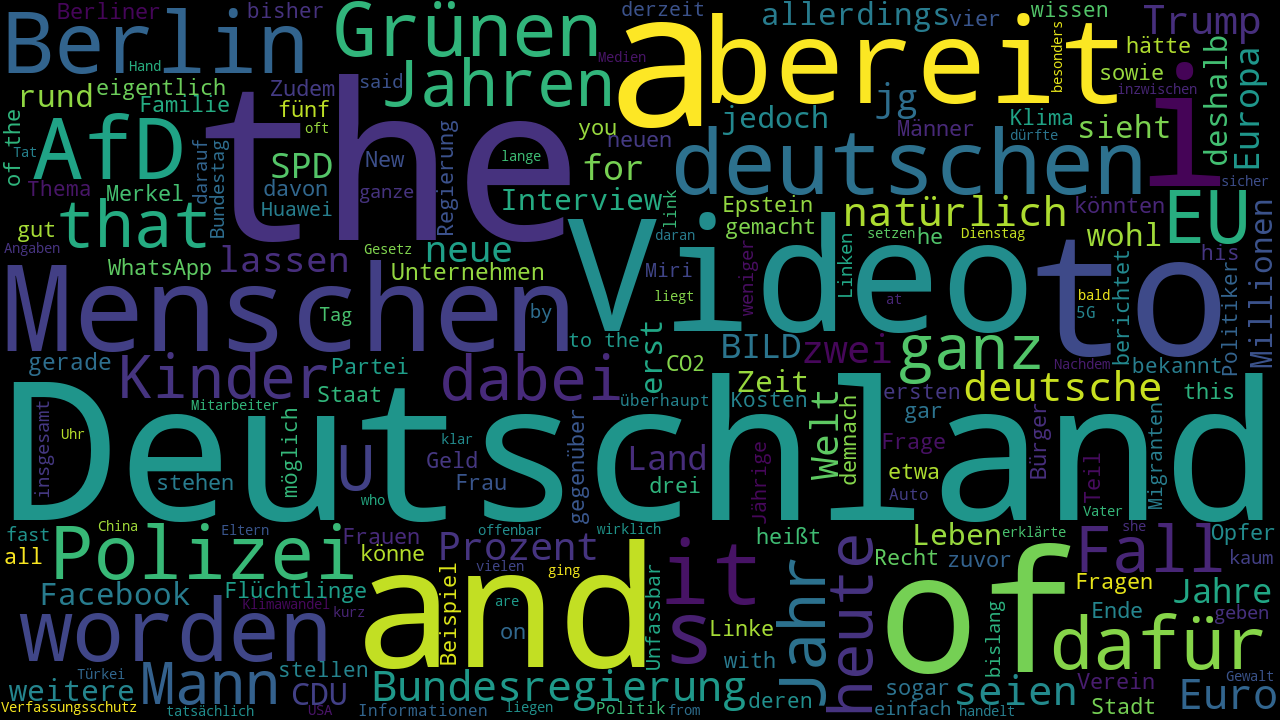 Berliner
bisher
Grünen
derzeit
allerdings
vier
wissen
Trump
Berlin
Medien
a
bereit
besonders
hätte
Hand
Jahren
sowie
deshalb
Europa
i
eigentlich
Zudem
said
inzwischen
rund
Familie
fünf
jg
Klima
of the
AfD
the
oft
you
neuen
jedoch
Männer
dürfte
sieht
Tat
darauf
Bundestag
SPD
New
Regierung
lange
for
deutschen
Thema
Merkel
davon
ganze
Interview
link
sicher
that
Huawei
Epstein
natürlich
könnten
EU
gut
gemacht
setzen
he
Dienstag
wohl
Angaben
Gesetz
neue
Video
daran
Linken
his
WhatsApp
lassen
Unternehmen
Miri
weniger
to
berichtet
Politiker
Millionen
Menschen
liegt
at
bald
5G
Tag
by
to the
erst
BILD
zwei
ganz
Nachdem
gerade
Kinder
Partei
dabei
CO2
bekannt
Staat
Zeit
ersten
deutsche
this
Mitarbeiter
überhaupt
Kosten
Welt
demnach
gar
Deutschland
insgesamt
Uhr
möglich
U
klar
gegenüber
Land
Jährige
Frage
Bürger
Teil
Migranten
stehen
Geld
Frau
drei
etwa
who
Auto
Vater
fast
China
Eltern
offenbar
wirklich
heißt
Leben
erklärte
she
Opfer
all
Polizei
Frauen
könne
Prozent
it
Jahr
heute
Recht
zuvor
Fall
kaum
and
vielen
ging
of
Fragen
Facebook
Flüchtlinge
Beispiel
Unfassbar
Jahre
Klimawandel
kurz
are
bislang
Ende
geben
worden
on
s
Linke
dafür
with
Türkei
Mann
stellen
weitere
CDU
Bundesregierung
deren
sogar
seien
Verein
Gewalt
Euro
Verfassungsschutz
tatsächlich
USA
Informationen
liegen
Politik
from
einfach
handelt
Stadt